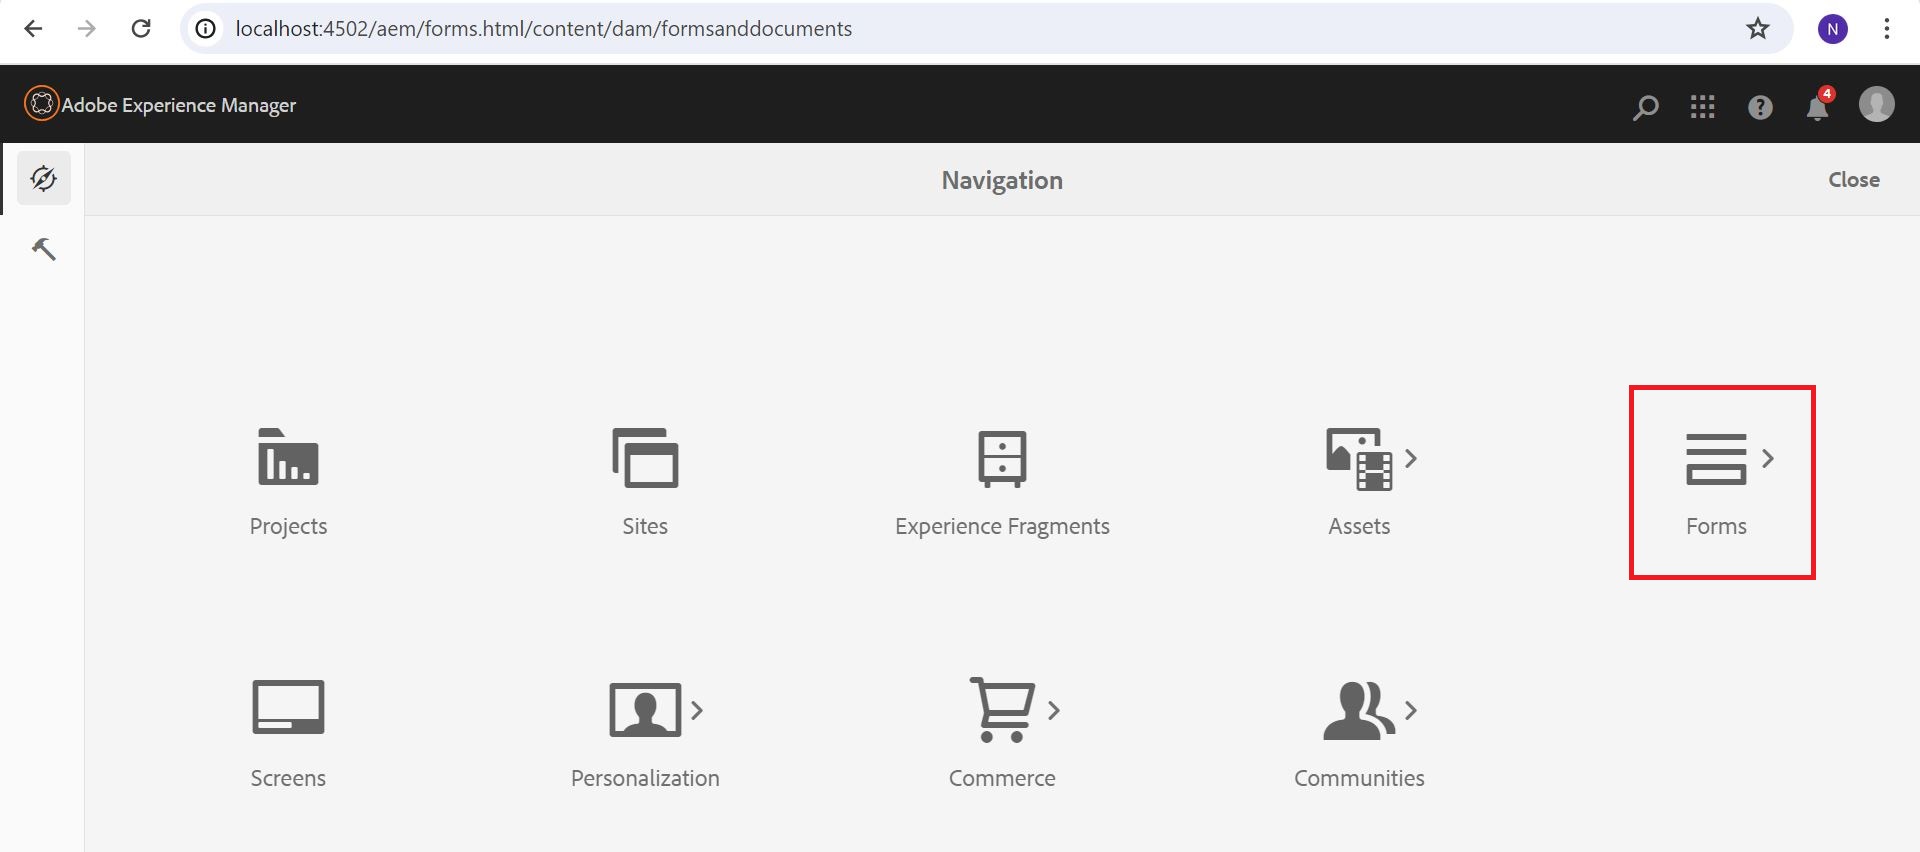 localhost:4502/aem/forms.html/content/dam/formsanddocuments
N
Adobe Experience Manager
?
4
Navigation
Close
Projects
Sites
Experience Fragments
Assets
Forms
Screens
Personalization
Commerce
Communities